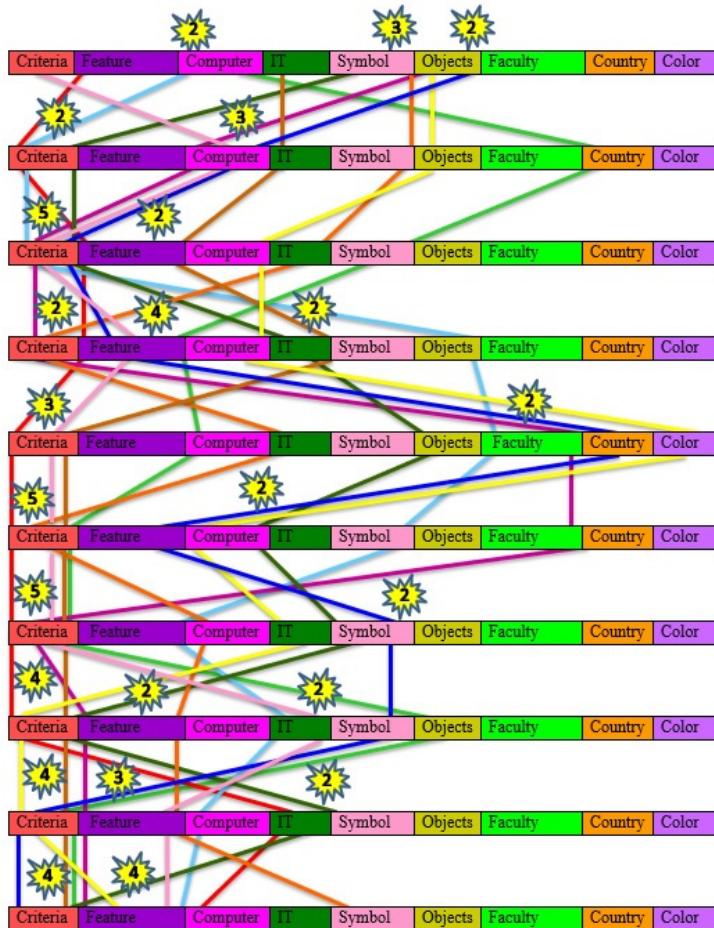 2 3 2
Criteria Feature Computer IT Symbol Objects Faculty Country Color
2 3
Criteria Feature Computer IT Symbol Objects Faculty Country Color
5 2
Criteria Feature Computer IT Symbol Objects Faculty Country Color
2 4 2
Criteria Feature Computer IT Symbol Objects Faculty Country Color
3 2
Criteria Feature Computer IT Symbol Objects Faculty Country Color
5 2
Criteria Feature Computer IT Symbol Objects Faculty Country Color
5 2
Criteria Feature Computer IT Symbol Objects Faculty Country Color
4 2 2
Criteria Feature Computer IT Symbol Objects Faculty Country Color
4 3 2
Criteria Feature Computer IT Symbol Objects Faculty Country Color
4 4
Criteria Feature Computer IT Symbol Objects Faculty Country Color